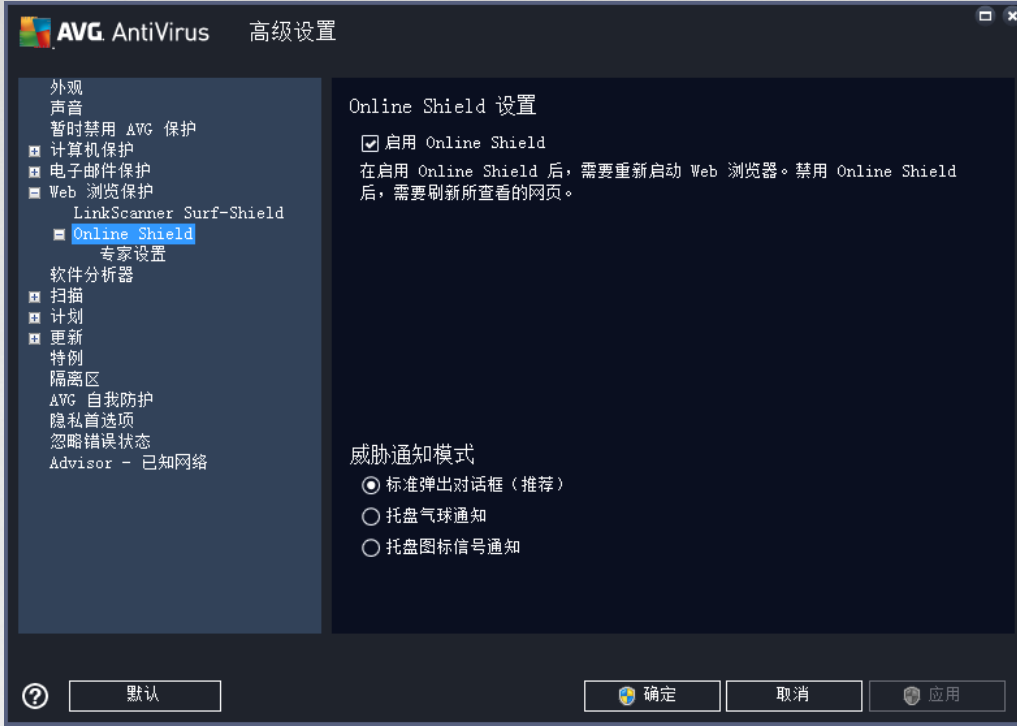 AVG AntiVirus 高级设置
外观
声音
暂时禁用 AVG 保护
计算机保护
电子邮件保护
Web 浏览保护
LinkScanner Surf-Shield
Online Shield
专家设置
软件分析器
扫描
计划
更新
特例
隔离区
AVG 自我防护
隐私首选项
忽略错误状态
Advisor - 已知网络
Online Shield 设置
启用 Online Shield
在启用 Online Shield 后，需要重新启动 Web 浏览器。禁用 Online Shield
后，需要刷新所查看的网页。
威胁通知模式
标准弹出对话框（推荐）
托盘气球通知
托盘图标信号通知
默认
确定
取消
应用